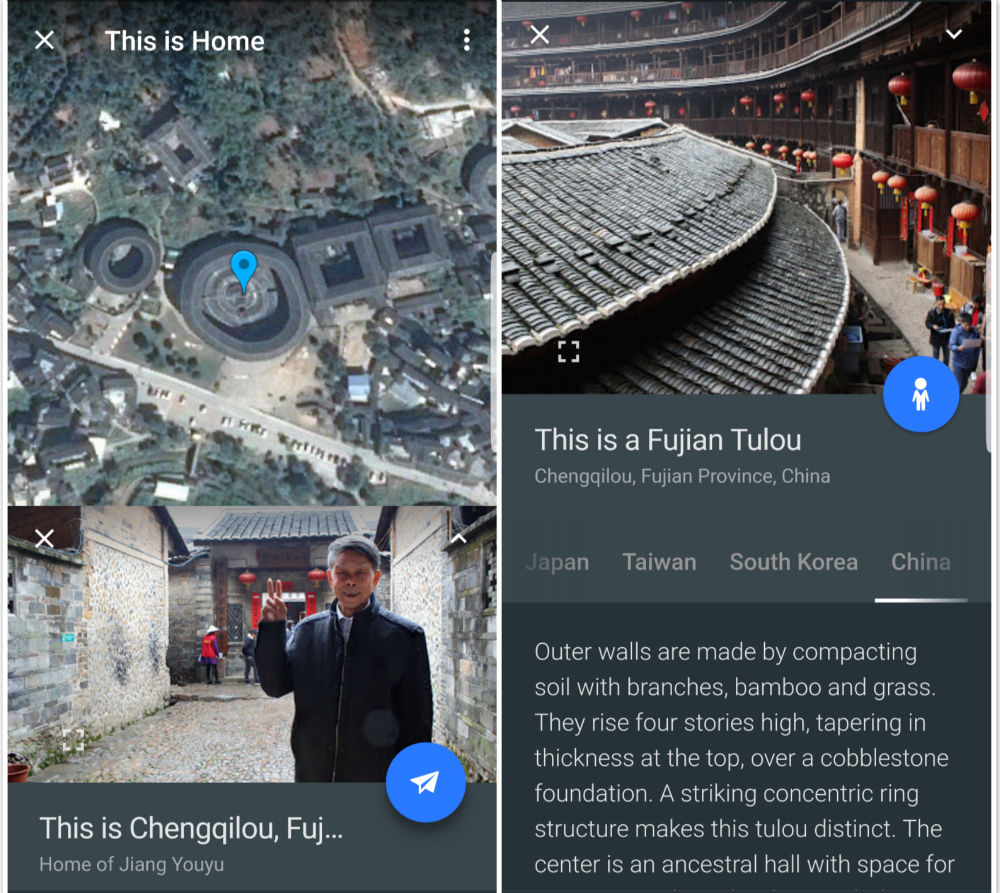 This is Home
This is Chengqilou, Fuj...
Home of Jiang Youyu
This is a Fujian Tulou
Chengqilou, Fujian Province, China
Japan Taiwan South Korea China
Outer walls are made by compacting
soil with branches, bamboo and grass.
They rise four stories high, tapering in
thickness at the top, over a cobblestone
foundation. A striking concentric ring
structure makes this tulou distinct. The
center is an ancestral hall with space for